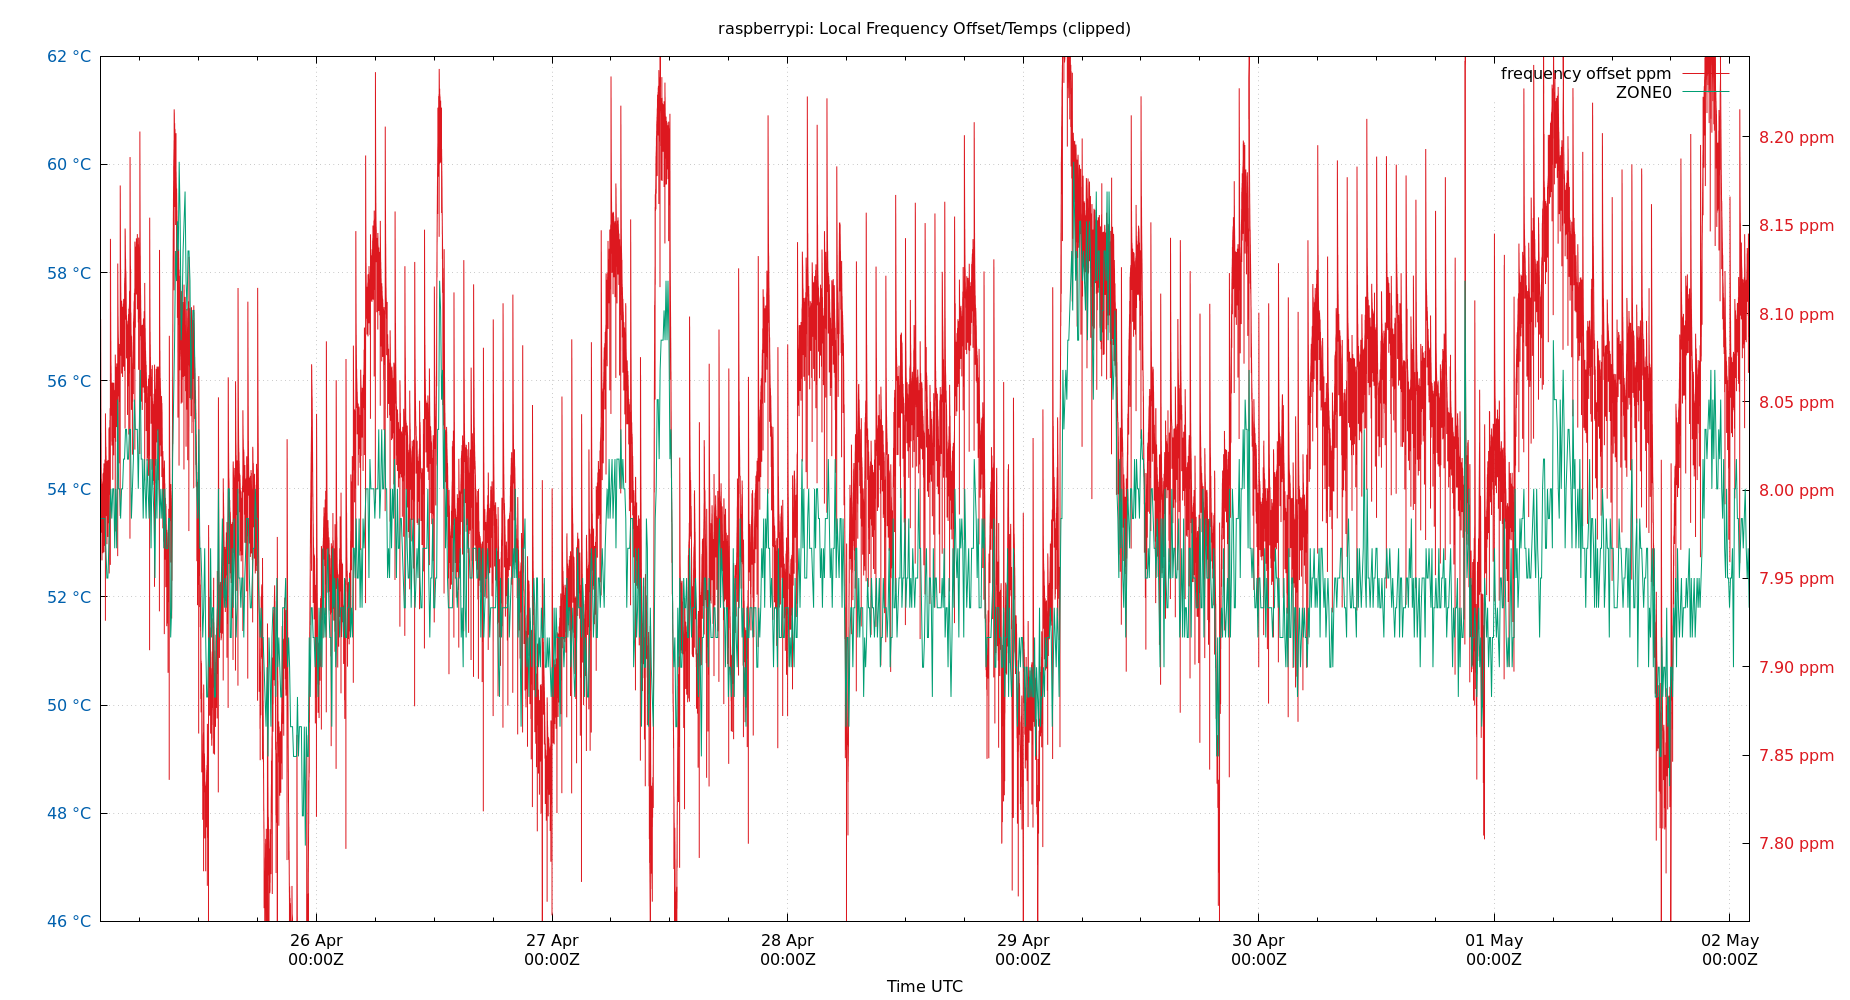 raspberrypi: Local Frequency Offset/Temps (clipped)
frequency offset ppm
ZONE0
62 °C
60 °C
58 °C
56 °C
54 °C
52 °C
50 °C
48 °C
46 °C
8.20 ppm
8.15 ppm
8.10 ppm
8.05 ppm
8.00 ppm
7.95 ppm
7.90 ppm
7.85 ppm
7.80 ppm
26 Apr 27 Apr 28 Apr 29 Apr 30 Apr 01 May 02 May
00:00Z 00:00Z 00:00Z 00:00Z 00:00Z 00:00Z 00:00Z
Time UTC